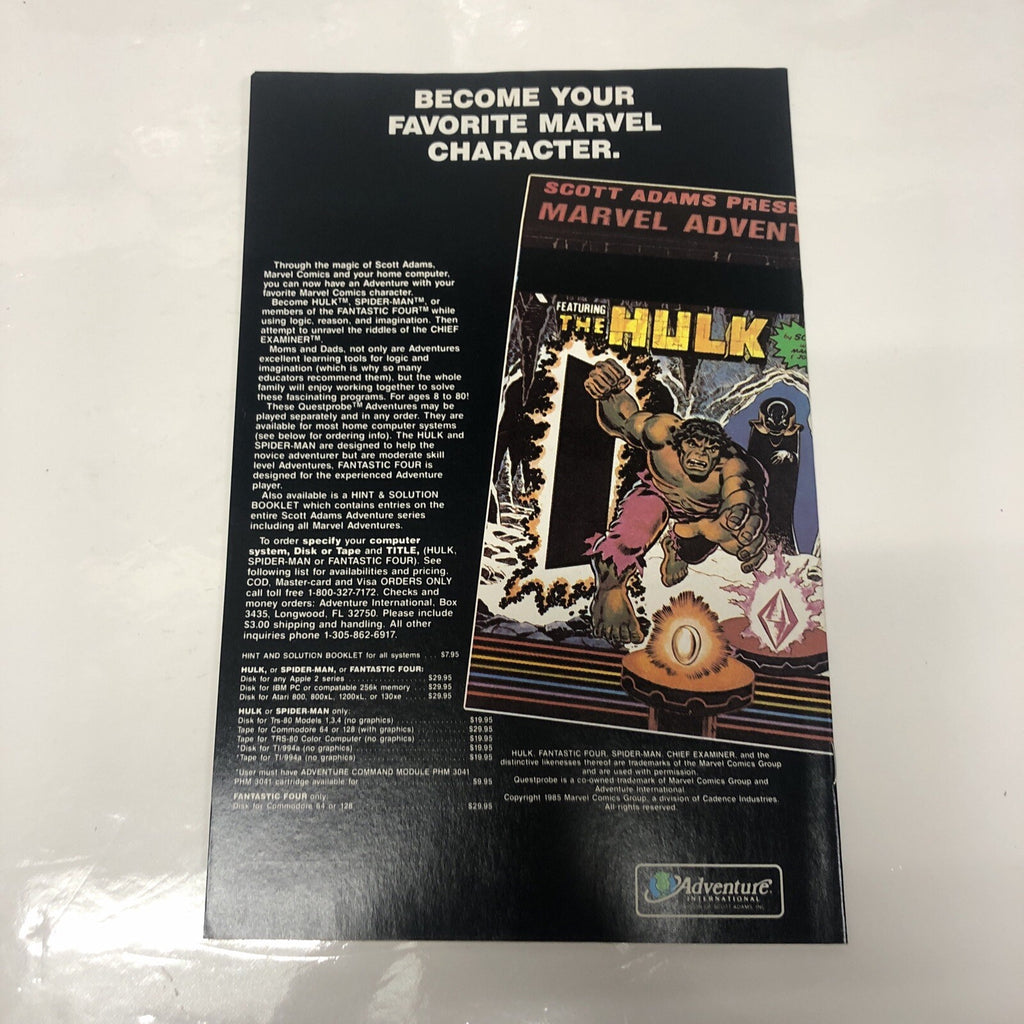 BECOME YOUR
FAVORITE MARVEL
CHARACTER.
SCOTT ADAMS PRESE
MARVEL ADVENT
FEATURING
THE HULK
by SC
Through the magic of Scott Adams,
Marvel Comics and your home computer,
you can now have an Adventure with your
favorite Marvel Comics character.
Become HULK™, SPIDER-MAN™, or
members of the FANTASTIC FOUR™ while
using logic, reason, and imagination. Then
attempt to unravel the riddles of the CHIEF
EXAMINER™.
Moms and Dads, not only are Adventures
excellent learning tools for logic and
imagination (which is why so many
educators recommend them), but the whole
family will enjoy working together to solve
these fascinating programs. For ages 8 to 80!
These Questprobe™ Adventures may be
played separately and in any order. They are
available for most home computer systems
(see below for ordering info). The HULK and
SPIDER-MAN are designed to help the
novice adventurer but are moderate skill
level Adventures, FANTASTIC FOUR is
designed for the experienced Adventure
player.
Also available is a HINT & SOLUTION
BOOKLET which contains entries on the
entire Scott Adams Adventure series
including all Marvel Adventures.
To order specify your computer
system, Disk or Tape and TITLE, (HULK,
SPIDER-MAN or FANTASTIC FOUR). See
following list for availabilities and pricing.
COD, Master-card and Visa ORDERS ONLY
call toll free 1-800-327-7172. Checks and
money orders: Adventure International, Box
3435, Longwood, FL 32750. Please include
$3.00 shipping and handling. All other
inquiries phone 1-305-862-6917.
HINT AND SOLUTION BOOKLET for all systems ... $7.95
HULK, or SPIDER-MAN, or FANTASTIC FOUR:
Disk for any Apple 2 series ................. $29.95
Disk for IBM PC or compatable 256k memory ... $29.95
Disk for Atari 800, 800xL, 1200xL, or 130xe .... $29.95
HULK or SPIDER-MAN only:
Disk for Trs-80 Models 1,3,4 (no graphics) ............ $19.95
Tape for Commodore 64 or 128 (with graphics) ........ $29.95
Tape for TRS-80 Color Computer (no graphics) ........ $19.95
*Disk for TI/994a (no graphics) ............ $19.95
*Tape for TI/994a (no graphics) ............ $19.95
*User must have ADVENTURE COMMAND MODULE PHM 3041
PHM 3041 cartridge available for ............ $9.95
FANTASTIC FOUR only:
Disk for Commodore 64 or 128 ............ $29.95
HULK, FANTASTIC FOUR, SPIDER-MAN, CHIEF EXAMINER, and the
distinctive likenesses thereof are trademarks of the Marvel Comics Group
and are used with permission.
Questprobe is a co-owned trademark of Marvel Comics Group and
Adventure International.
Copyright 1985 Marvel Comics Group, a division of Cadence Industries.
All rights reserved.
Adventure
INTERNATIONAL